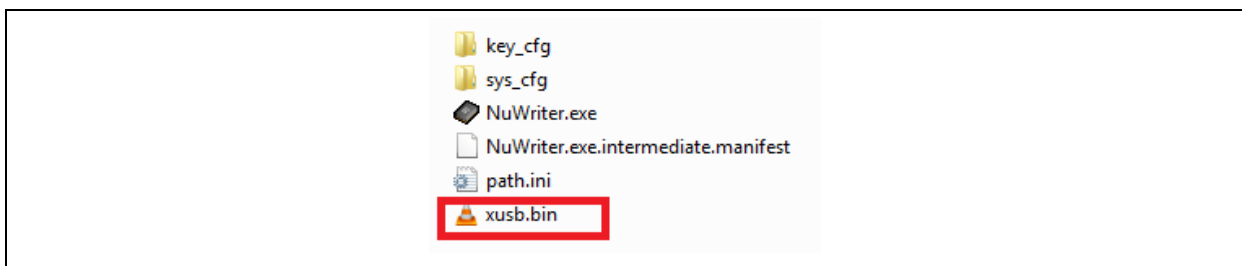 key_cfg
sys_cfg
NuWriter.exe
NuWriter.exe.intermediate.manifest
path.ini
xusb.bin